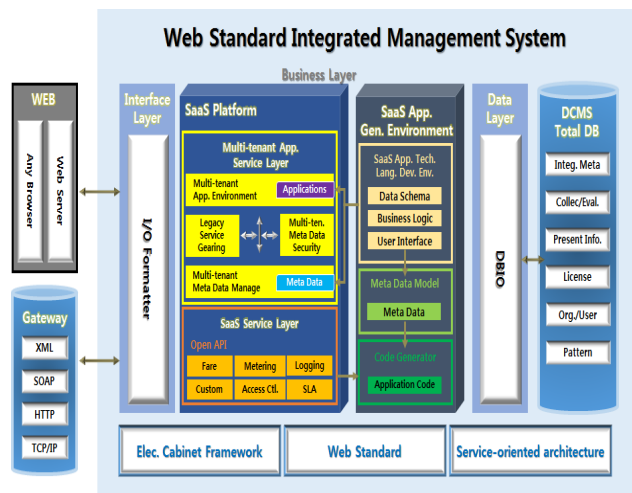 Web Standard Integrated Management System
Business Layer
WEB
Any Browser
Web Server
Gateway
XML
SOAP
HTTP
TCP/IP
Interface
Layer
I/O Formatter
SaaS Platform
Multi-tenant App.
Service Layer
Multi-tenant
App. Environment
Applications
Legacy
Service
Gearing
Multi-ten.
Meta Data
Security
Multi-tenant
Meta Data Manage
Meta Data
SaaS Service Layer
Open API
Fare
Metering
Logging
Custom
Access Ctl.
SLA
SaaS App.
Gen. Environment
SaaS App. Tech.
Lang. Dev. Env.
Data Schema
Business Logic
User Interface
Meta Data Model
Meta Data
Code Generator
Application Code
Data
Layer
DBIO
DCMS
Total DB
Integ. Meta
Collec/Eval.
Present Info.
License
Org./User
Pattern
Elec. Cabinet Framework
Web Standard
Service-oriented architecture